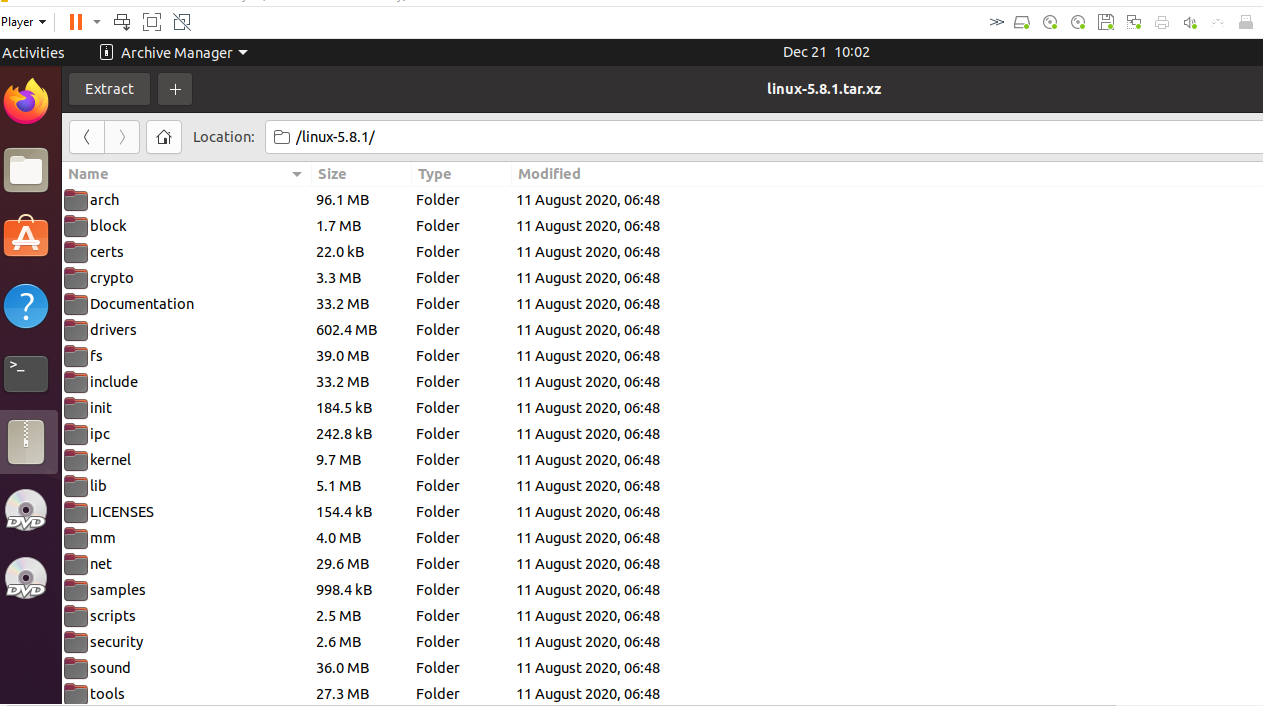 Player
Activities Archive Manager Dec 21 10:02
Extract + linux-5.8.1.tar.xz
Location: /linux-5.8.1/
Name Size Type Modified
arch 96.1 MB Folder 11 August 2020, 06:48
block 1.7 MB Folder 11 August 2020, 06:48
certs 22.0 kB Folder 11 August 2020, 06:48
crypto 3.3 MB Folder 11 August 2020, 06:48
Documentation 33.2 MB Folder 11 August 2020, 06:48
drivers 602.4 MB Folder 11 August 2020, 06:48
fs 39.0 MB Folder 11 August 2020, 06:48
include 33.2 MB Folder 11 August 2020, 06:48
init 184.5 kB Folder 11 August 2020, 06:48
ipc 242.8 kB Folder 11 August 2020, 06:48
kernel 9.7 MB Folder 11 August 2020, 06:48
lib 5.1 MB Folder 11 August 2020, 06:48
LICENSES 154.4 kB Folder 11 August 2020, 06:48
mm 4.0 MB Folder 11 August 2020, 06:48
net 29.6 MB Folder 11 August 2020, 06:48
samples 998.4 kB Folder 11 August 2020, 06:48
scripts 2.5 MB Folder 11 August 2020, 06:48
security 2.6 MB Folder 11 August 2020, 06:48
sound 36.0 MB Folder 11 August 2020, 06:48
tools 27.3 MB Folder 11 August 2020, 06:48
DVD
DVD